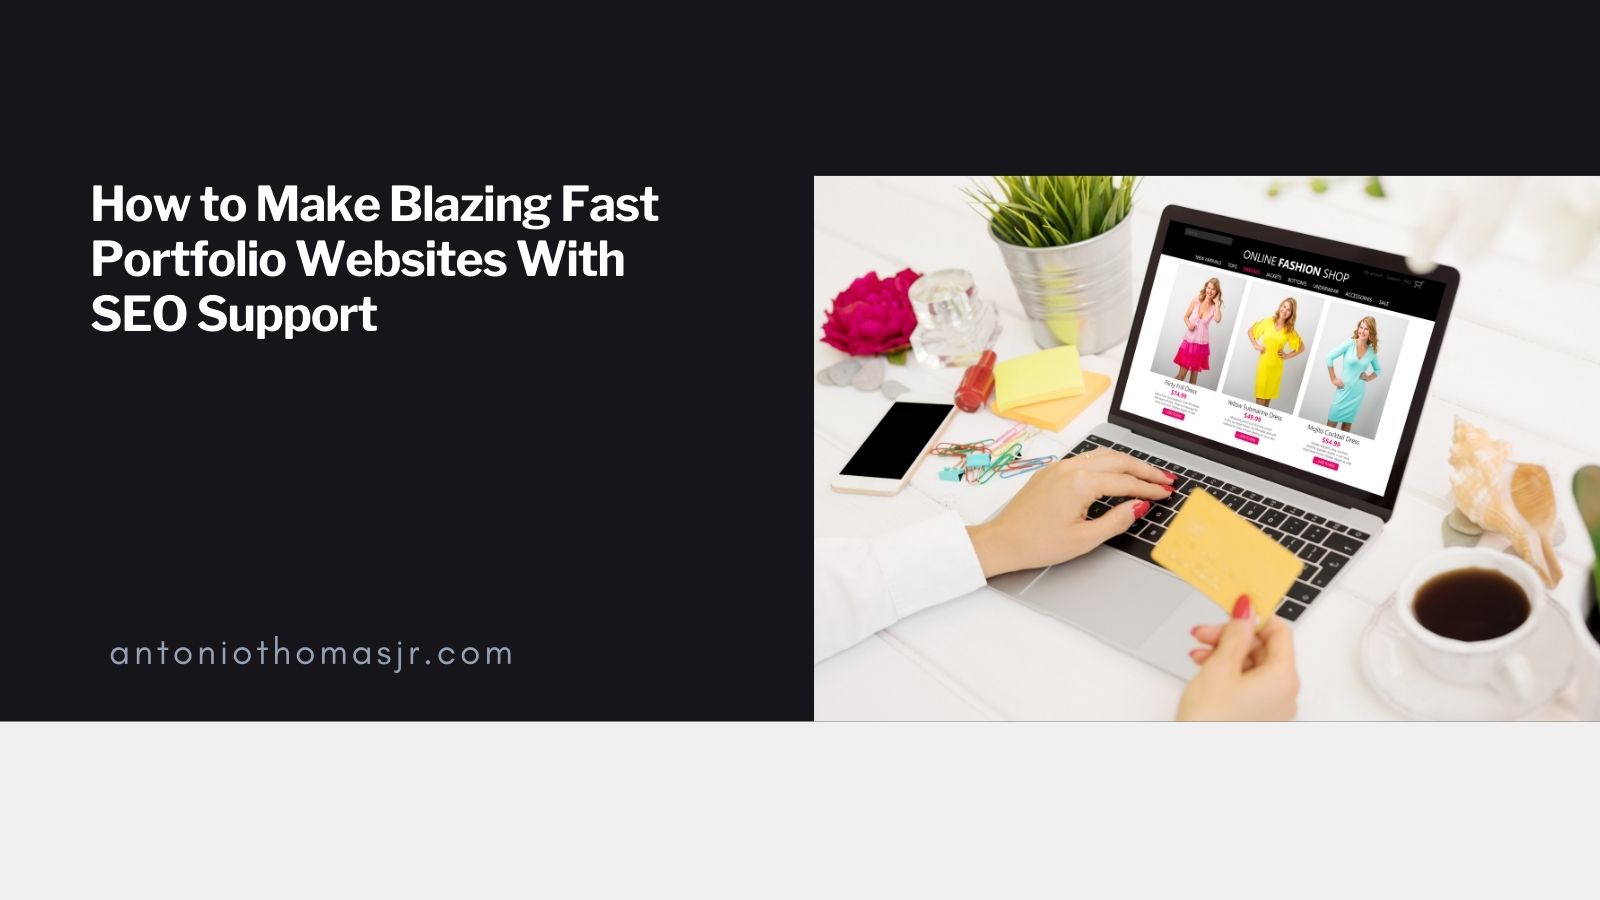 How to Make Blazing Fast
Portfolio Websites With
SEO Support
antoniothomasjr.com
ONLINE FASHION SHOP
NEW ARRIVALS TOPS DRESSES JACKETS BOTTOMS UNDERWEAR ACCESSORIES SALE
Flirty Frill Dress
$74.99
Yellow Submarine Dress
$49.99
Mojito Cocktail Dress
$54.99